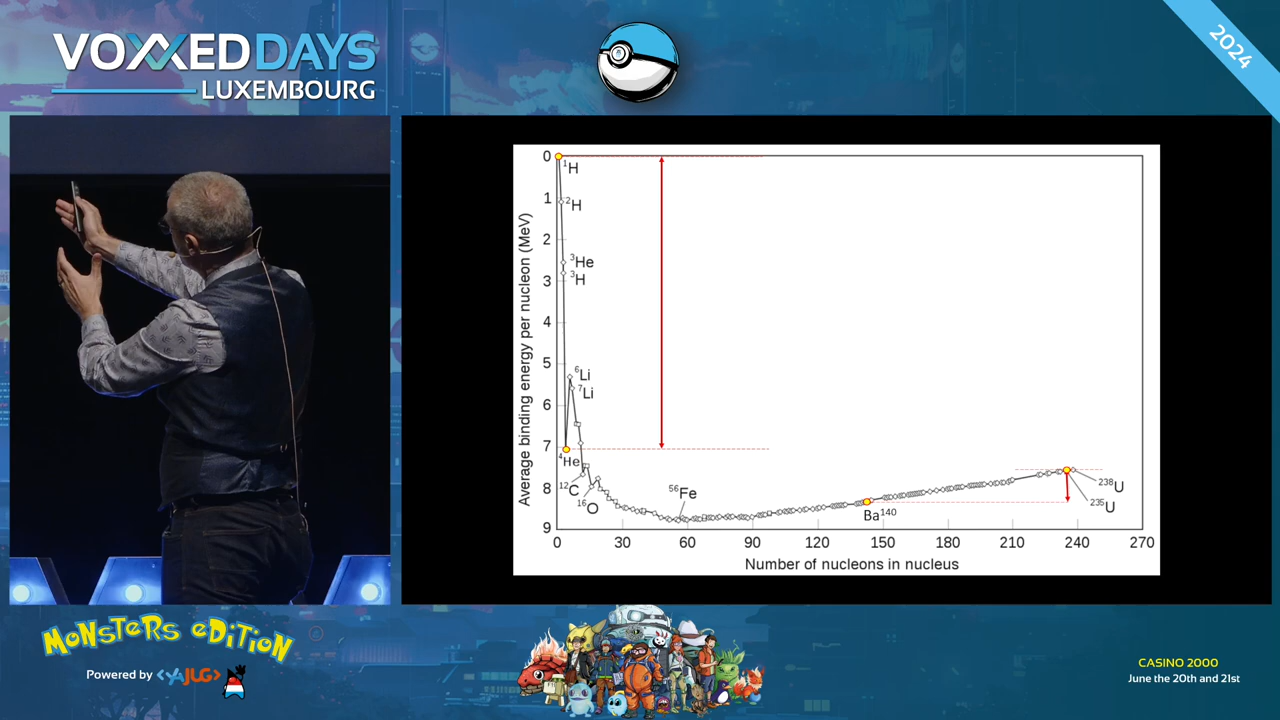 VOXXED DAYS
LUXEMBOURG
2024
0
1
2
3
4
5
6
7
8
9
Average binding energy per nucleon (MeV)
¹H
²H
³He
³H
⁶Li
⁷Li
⁴He
¹²C
¹⁶O
⁵⁶Fe
Ba¹⁴⁰
²³⁸U
²³⁵U
0 30 60 90 120 150 180 210 240 270
Number of nucleons in nucleus
MONSTERS EDITION
Powered by <YAJUG>
CASINO 2000
June the 20th and 21st